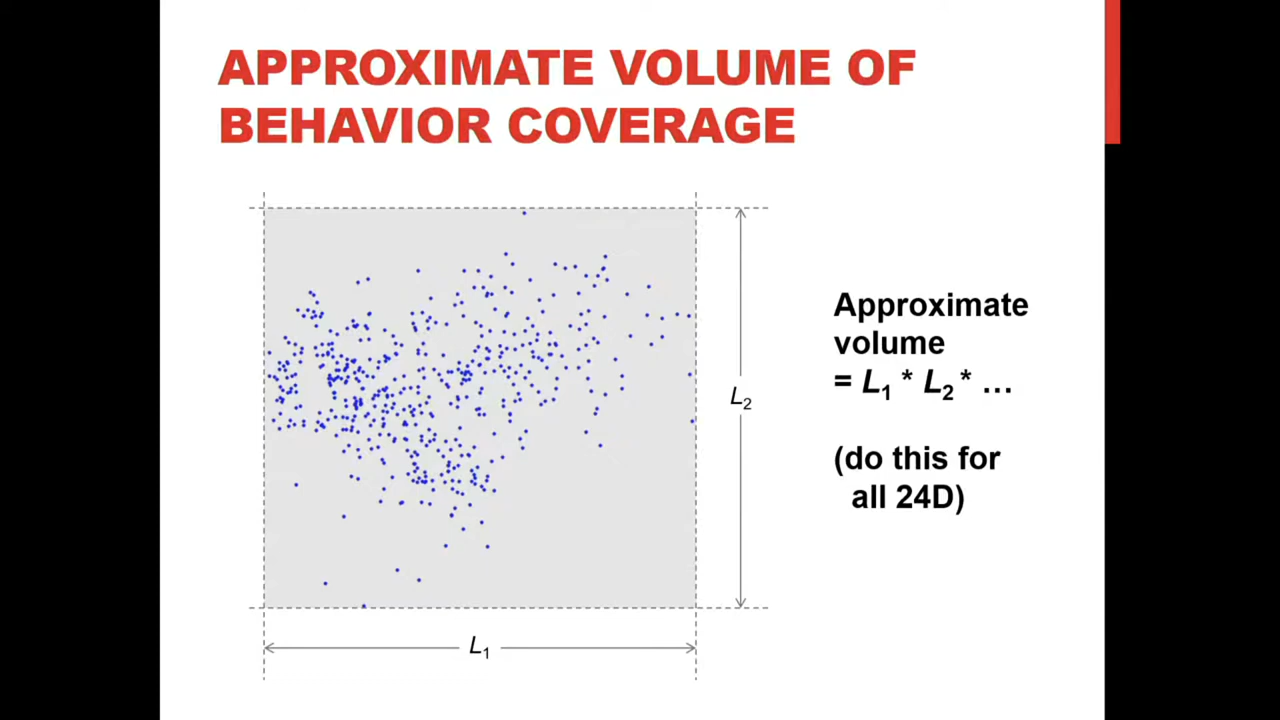 APPROXIMATE VOLUME OF
BEHAVIOR COVERAGE
Approximate
volume
= L₁ * L₂ * …
(do this for
all 24D)
L₂
L₁